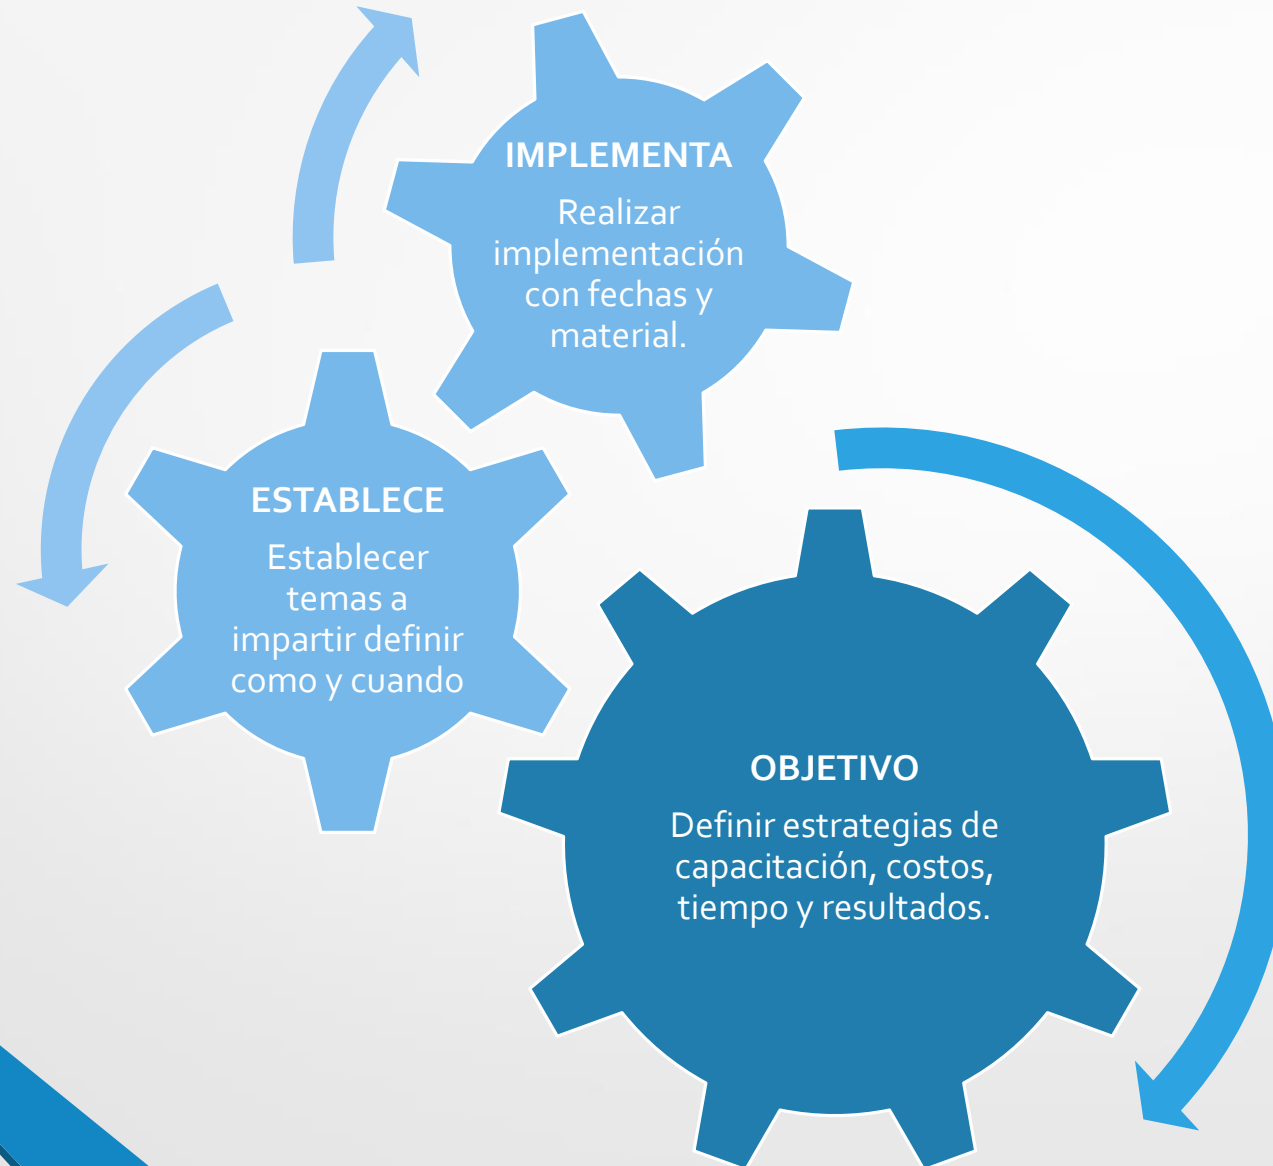 IMPLEMENTA
Realizar
implementación
con fechas y
material.
ESTABLECE
Establecer
temas a
impartir definir
como y cuando
OBJETIVO
Definir estrategias de
capacitación, costos,
tiempo y resultados.